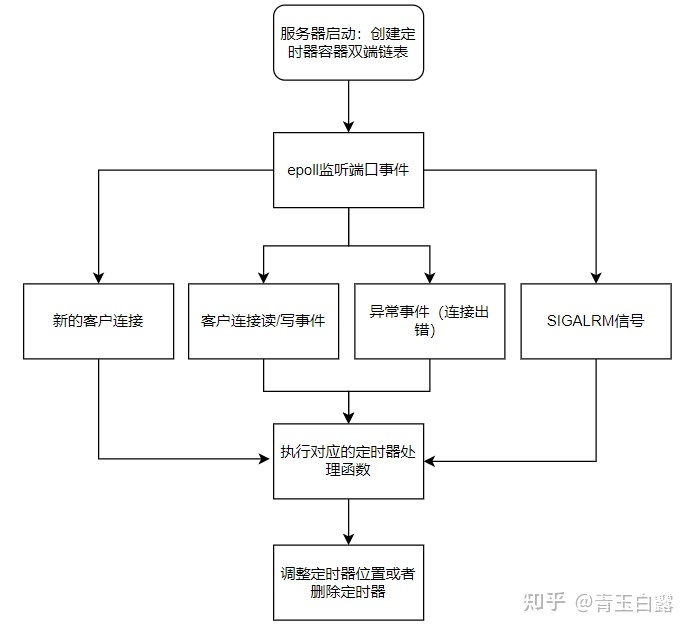 服务器启动：创建定
时器容器双端链表
epoll监听端口事件
新的客户连接
客户连接读/写事件
异常事件（连接出
错）
SIGALRM信号
执行对应的定时器处
理函数
调整定时器位置或者
删除定时器
知乎 @青玉白露